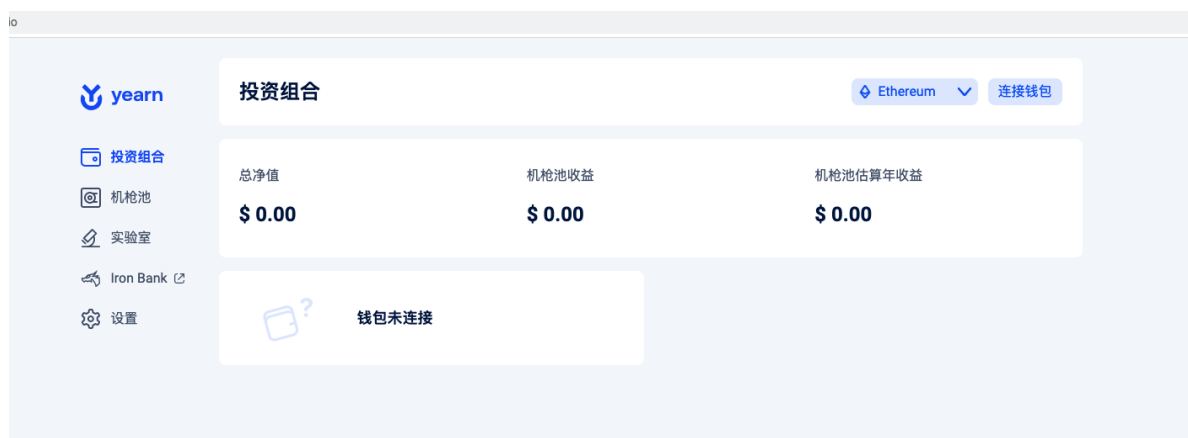 io
yearn
投资组合
机枪池
实验室
Iron Bank
设置
投资组合
Ethereum
连接钱包
总净值
$ 0.00
机枪池收益
$ 0.00
机枪池估算年收益
$ 0.00
?
钱包未连接